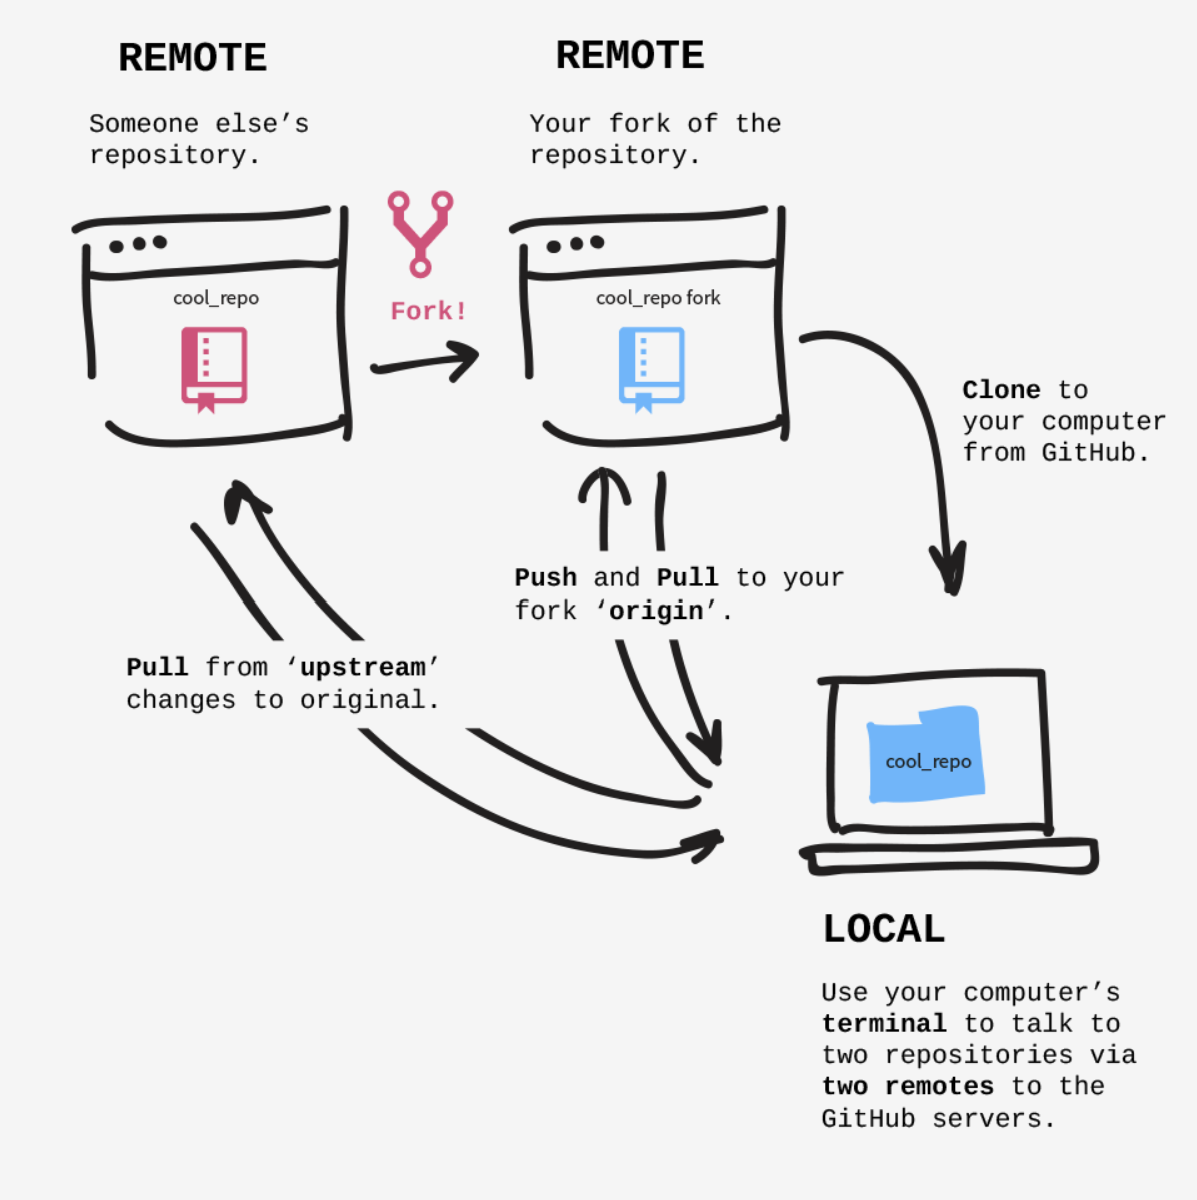 REMOTE
Someone else’s
repository.
cool_repo
Fork!
REMOTE
Your fork of the
repository.
cool_repo fork
Clone to
your computer
from GitHub.
Push and Pull to your
fork ‘origin’.
Pull from ‘upstream’
changes to original.
cool_repo
LOCAL
Use your computer’s
terminal to talk to
two repositories via
two remotes to the
GitHub servers.